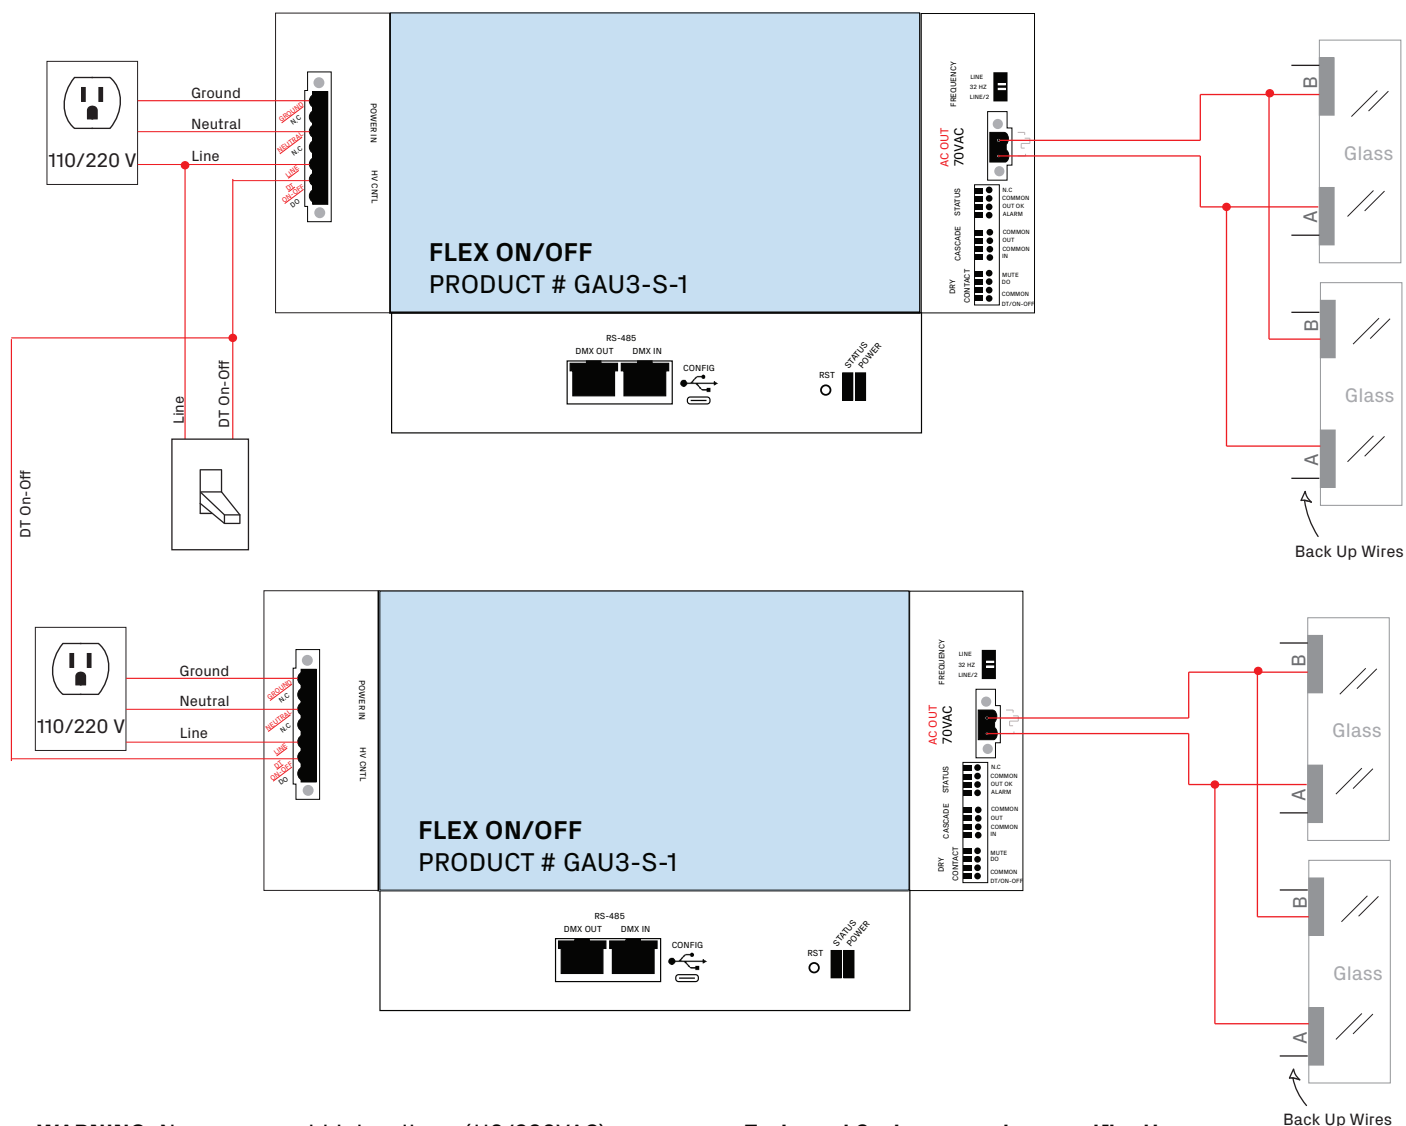 Ground
Neutral
Line
110/220 V
GROUND
N.C
NEUTRAL
N.C
LINE
DT
ON-OFF
DO
POWER IN
HV CNTL
FLEX ON/OFF
PRODUCT # GAU3-S-1
FREQUENCY
LINE
32 HZ
LINE/2
AC OUT
70VAC
STATUS
N.C
COMMON
OUT OK
ALARM
CASCADE
COMMON
OUT
COMMON
IN
DRY
CONTACT
MUTE
DO
COMMON
DT/ON-OFF
RS-485
DMX OUT
DMX IN
CONFIG
RST
STATUS
POWER
B
Glass
A
B
Glass
A
Back Up Wires
Line
DT On-Off
DT On-Off
Ground
Neutral
Line
110/220 V
GROUND
N.C
NEUTRAL
N.C
LINE
DT
ON-OFF
DO
POWER IN
HV CNTL
FLEX ON/OFF
PRODUCT # GAU3-S-1
FREQUENCY
LINE
32 HZ
LINE/2
AC OUT
70VAC
STATUS
N.C
COMMON
OUT OK
ALARM
CASCADE
COMMON
OUT
COMMON
IN
DRY
CONTACT
MUTE
DO
COMMON
DT/ON-OFF
RS-485
DMX OUT
DMX IN
CONFIG
RST
STATUS
POWER
B
Glass
A
B
Glass
A
Back Up Wires